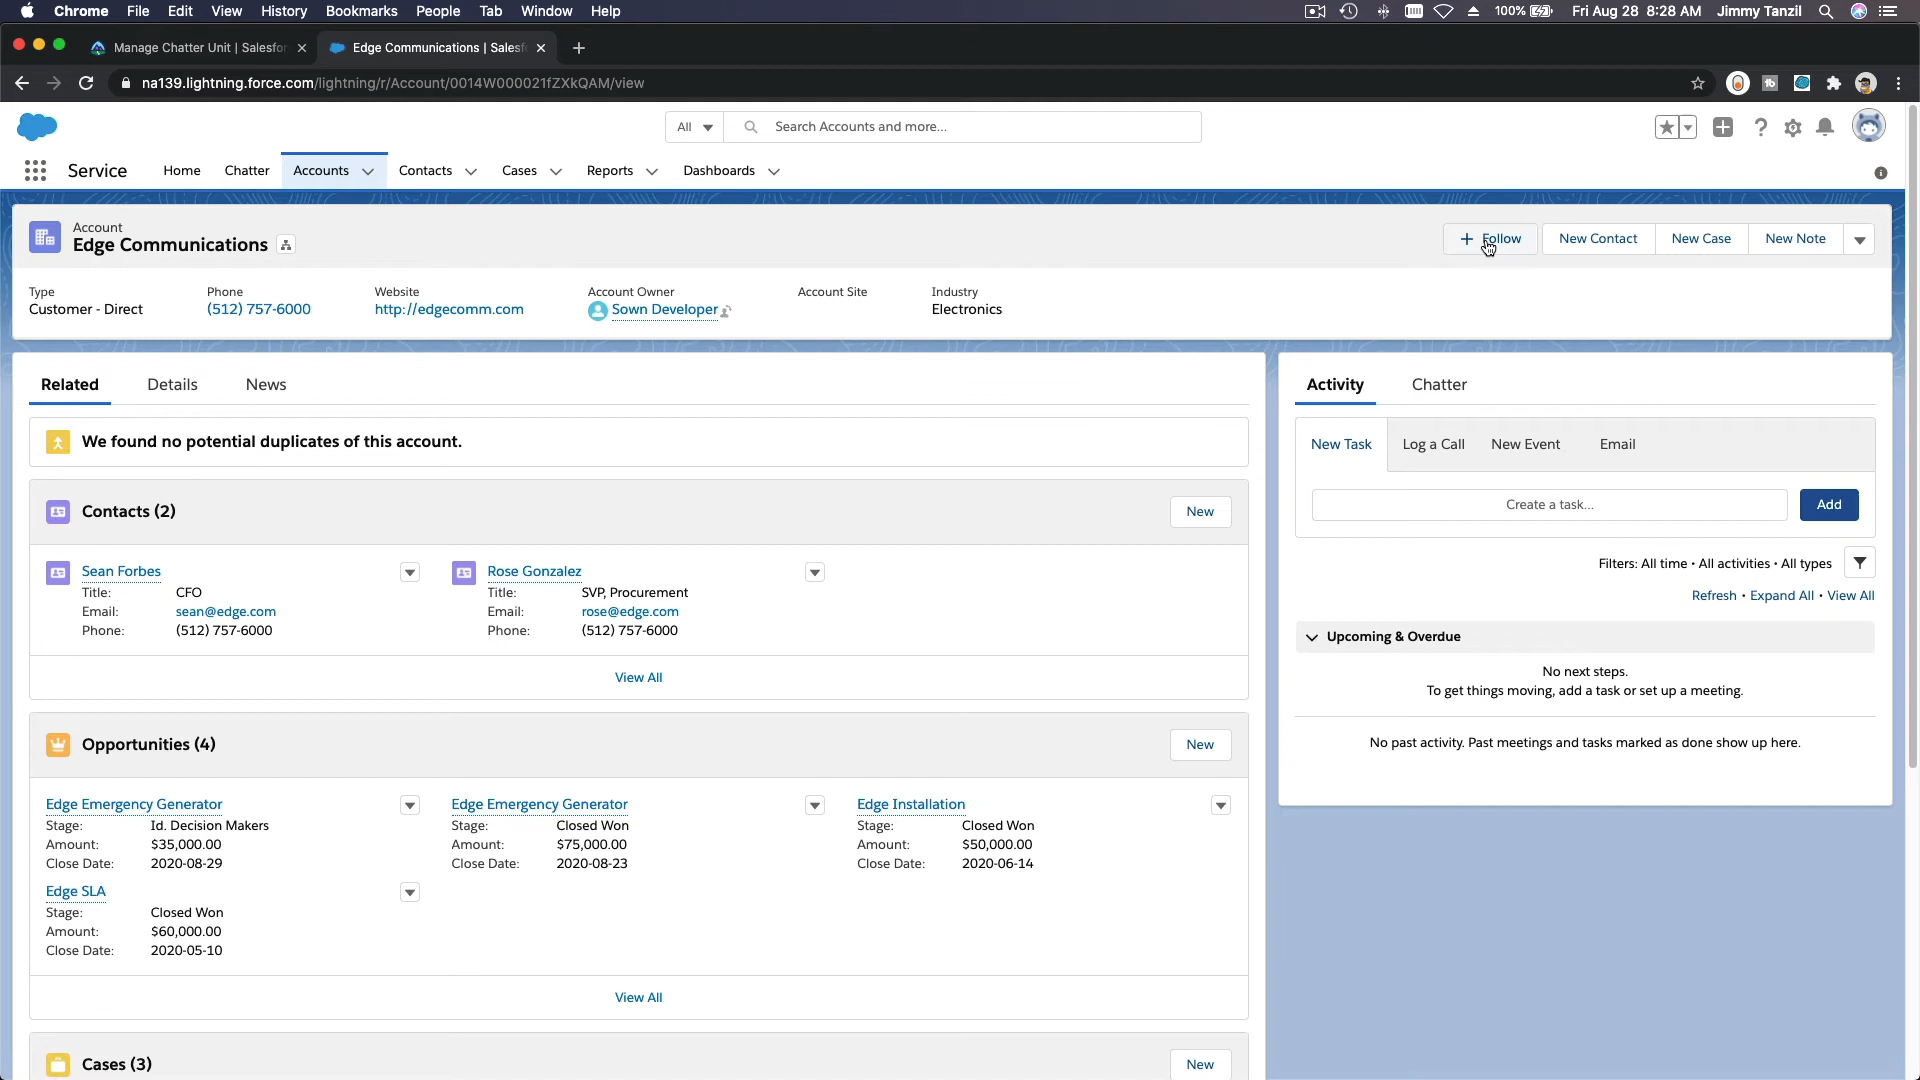 Chrome File Edit View History Bookmarks People Tab Window Help 100% Fri Aug 28 8:28 AM Jimmy Tanzil
Manage Chatter Unit | Salesfor Edge Communications | Salesf
na139.lightning.force.com/lightning/r/Account/0014W000021fZXkQAM/view
All Search Accounts and more...
Service Home Chatter Accounts Contacts Cases Reports Dashboards
Account
Edge Communications
Follow New Contact New Case New Note
Type Phone Website Account Owner Account Site Industry
Customer - Direct (512) 757-6000 http://edgecomm.com Sown Developer Electronics
Related Details News
We found no potential duplicates of this account.
Contacts (2) New
Sean Forbes Rose Gonzalez
Title: CFO Title: SVP, Procurement
Email: sean@edge.com Email: rose@edge.com
Phone: (512) 757-6000 Phone: (512) 757-6000
View All
Opportunities (4) New
Edge Emergency Generator Edge Emergency Generator Edge Installation
Stage: Id. Decision Makers Stage: Closed Won Stage: Closed Won
Amount: $35,000.00 Amount: $75,000.00 Amount: $50,000.00
Close Date: 2020-08-29 Close Date: 2020-08-23 Close Date: 2020-06-14
Edge SLA
Stage: Closed Won
Amount: $60,000.00
Close Date: 2020-05-10
View All
Cases (3) New
Activity Chatter
New Task Log a Call New Event Email
Create a task... Add
Filters: All time • All activities • All types
Refresh • Expand All • View All
Upcoming & Overdue
No next steps.
To get things moving, add a task or set up a meeting.
No past activity. Past meetings and tasks marked as done show up here.